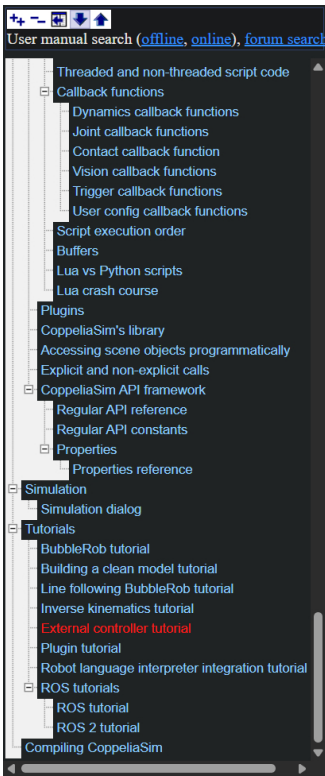 User manual search (offline, online), forum search
Threaded and non-threaded script code
Callback functions
Dynamics callback functions
Joint callback functions
Contact callback function
Vision callback functions
Trigger callback functions
User config callback functions
Script execution order
Buffers
Lua vs Python scripts
Lua crash course
Plugins
CoppeliaSim's library
Accessing scene objects programmatically
Explicit and non-explicit calls
CoppeliaSim API framework
Regular API reference
Regular API constants
Properties
Properties reference
Simulation
Simulation dialog
Tutorials
BubbleRob tutorial
Building a clean model tutorial
Line following BubbleRob tutorial
Inverse kinematics tutorial
External controller tutorial
Plugin tutorial
Robot language interpreter integration tutorial
ROS tutorials
ROS tutorial
ROS 2 tutorial
Compiling CoppeliaSim